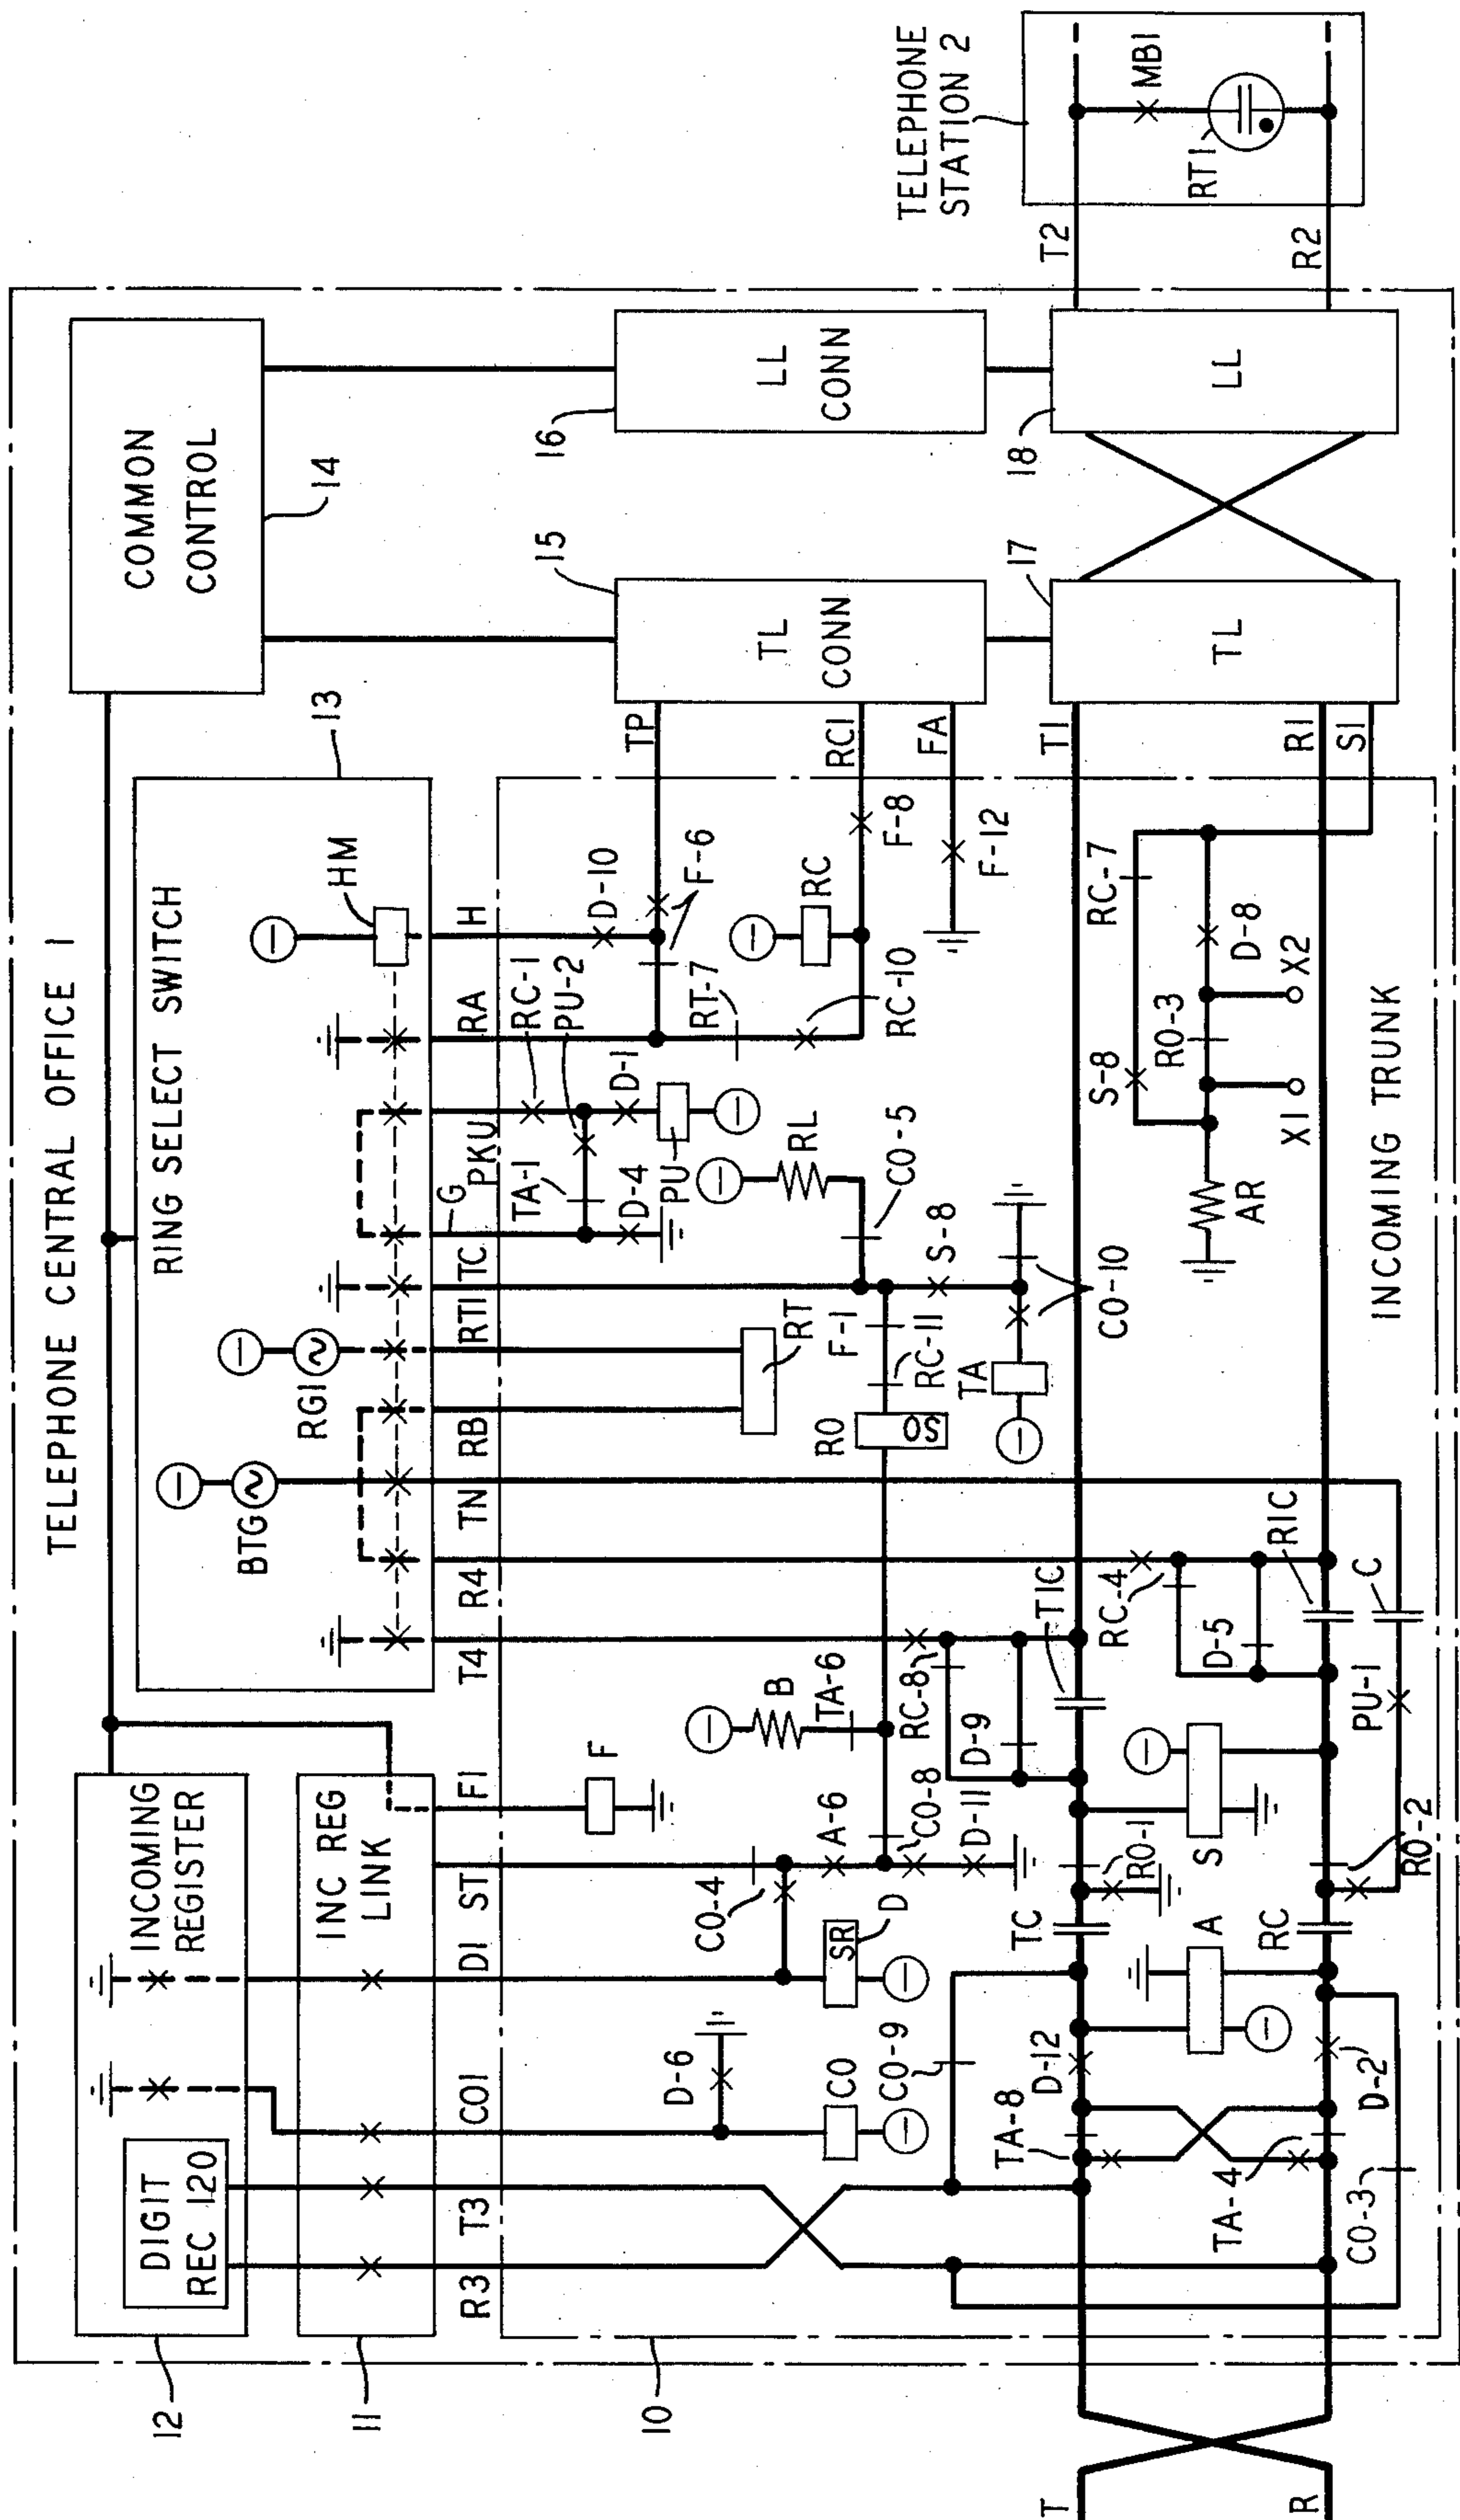 TELEPHONE CENTRAL OFFICE 1
12
INCOMING
REGISTER
DIGIT
REC 120
11
INC REG
LINK
13
RING SELECT SWITCH
BTG
RG1
HM
COMMON
CONTROL
14
R3
T3
CO1
D1
ST
F1
T4
R4
TN
RB
RT1
TC
G
PKU
RA
H
10
D-6
CO
CO-9
CO-4
SR
D
A-6
CO-8
D-11
F
B
TA-6
RC-8
D-9
T1C
RC-4
D-5
R1C
C
PU-1
RO
SO
RT
F-1
RC-11
TA
CO-10
S-8
CO-5
RL
TA-1
D-4
PU
D-1
RC-1
PU-2
RT-7
RC-10
D-10
F-6
RC
F-8
F-12
TP
RC1
FA
T1
R1
S1
15
TL
CONN
16
LL
CONN
17
TL
18
LL
T2
R2
TELEPHONE
STATION 2
MB1
RT1
T
R
TA-8
D-12
TA-4
D-2
CO-3
TC
RC
A
S
RO-1
RO-2
AR
X1
X2
S-8
RO-3
RC-7
D-8
INCOMING TRUNK